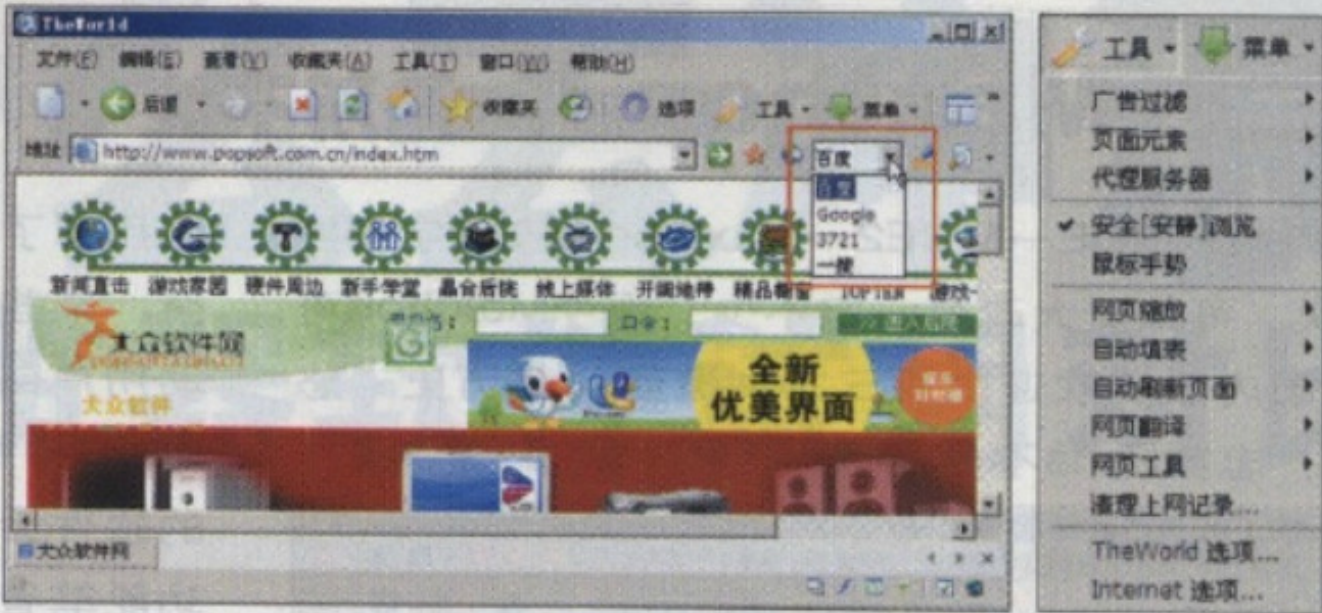 TheWorld
文件(F) 编辑(E) 查看(V) 收藏夹(A) 工具(T) 窗口(W) 帮助(H)
后退 收藏夹 选项 工具 菜单
地址 http://www.popsoft.com.cn/index.htm 百度
百度
Google
3721
一搜
新闻直击 游戏家园 硬件周边 新手学堂 晶合后院 线上媒体 开阔地带 精品橱窗 TOPTEN 游戏
口令: >> 进入后院
大众软件网
全新
优美界面
大众软件
大众软件网
工具 菜单
广告过滤
页面元素
代理服务器
安全[安静]浏览
鼠标手势
网页缩放
自动填表
自动刷新页面
网页翻译
网页工具
清理上网记录...
TheWorld 选项...
Internet 选项...